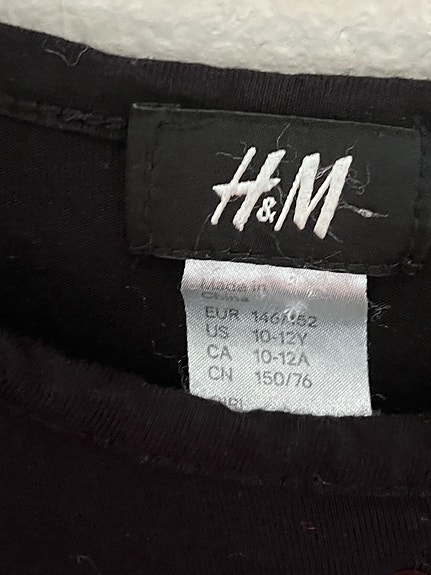 H&M
Made in
China
EUR 146/152
US 10-12Y
CA 10-12A
CN 150/76